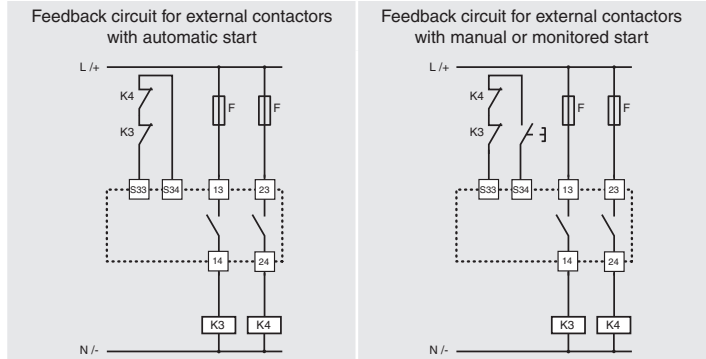 Feedback circuit for external contactors
with automatic start
L /+
K4
F
F
K3
S33
S34
13
23
14
24
K3
K4
N /-
Feedback circuit for external contactors
with manual or monitored start
L /+
K4
F
F
K3
S33
S34
13
23
14
24
K3
K4
N /-